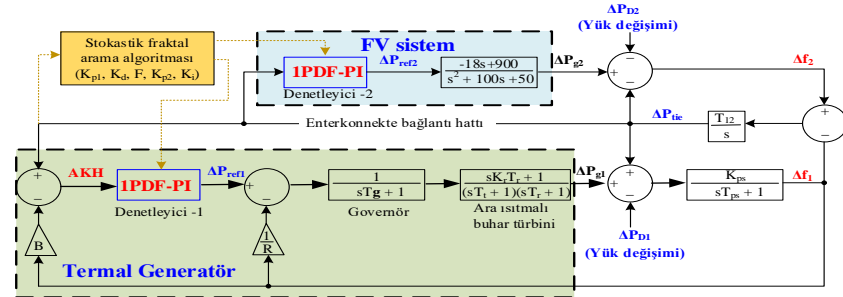 ΔP_D2
(Yük değişimi)
Stokastik fraktal
arama algoritması
(K_p1, K_d, F, K_p2, K_i)
FV sistem
1PDF-PI
ΔP_ref2
-18s+900
s² + 100s+50
ΔP_g2
Δf_2
Denetleyici -2
Enterkonnekte bağlantı hattı
ΔP_tie
T_12
s
AKH
1PDF-PI
ΔP_ref1
1
sTg + 1
sK_rT_r + 1
(sT_t + 1)(sT_r + 1)
ΔP_g1
K_ps
sT_ps + 1
Δf_1
Denetleyici -1
Governör
Ara ısıtmalı
buhar türbini
B
1
R
ΔP_D1
(Yük değişimi)
Termal Generatör